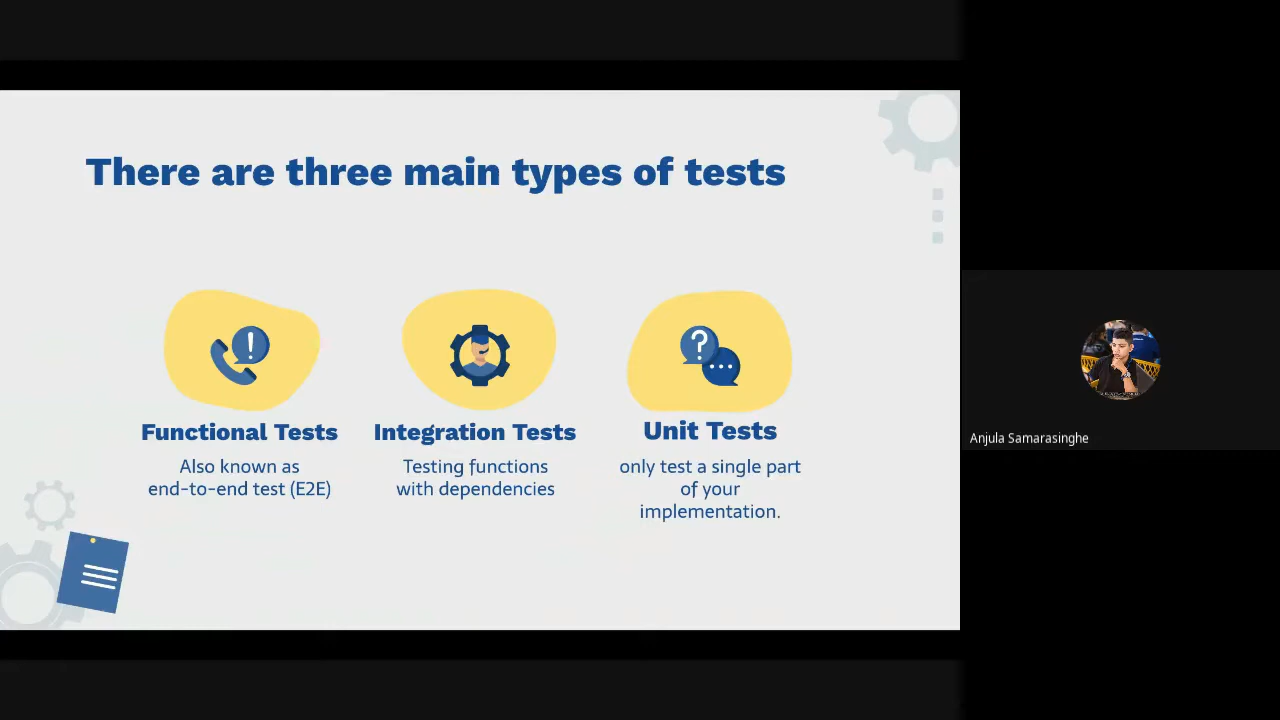 There are three main types of tests
Functional Tests
Also known as
end-to-end test (E2E)
Integration Tests
Testing functions
with dependencies
Unit Tests
only test a single part
of your
implementation.
Anjula Samarasinghe